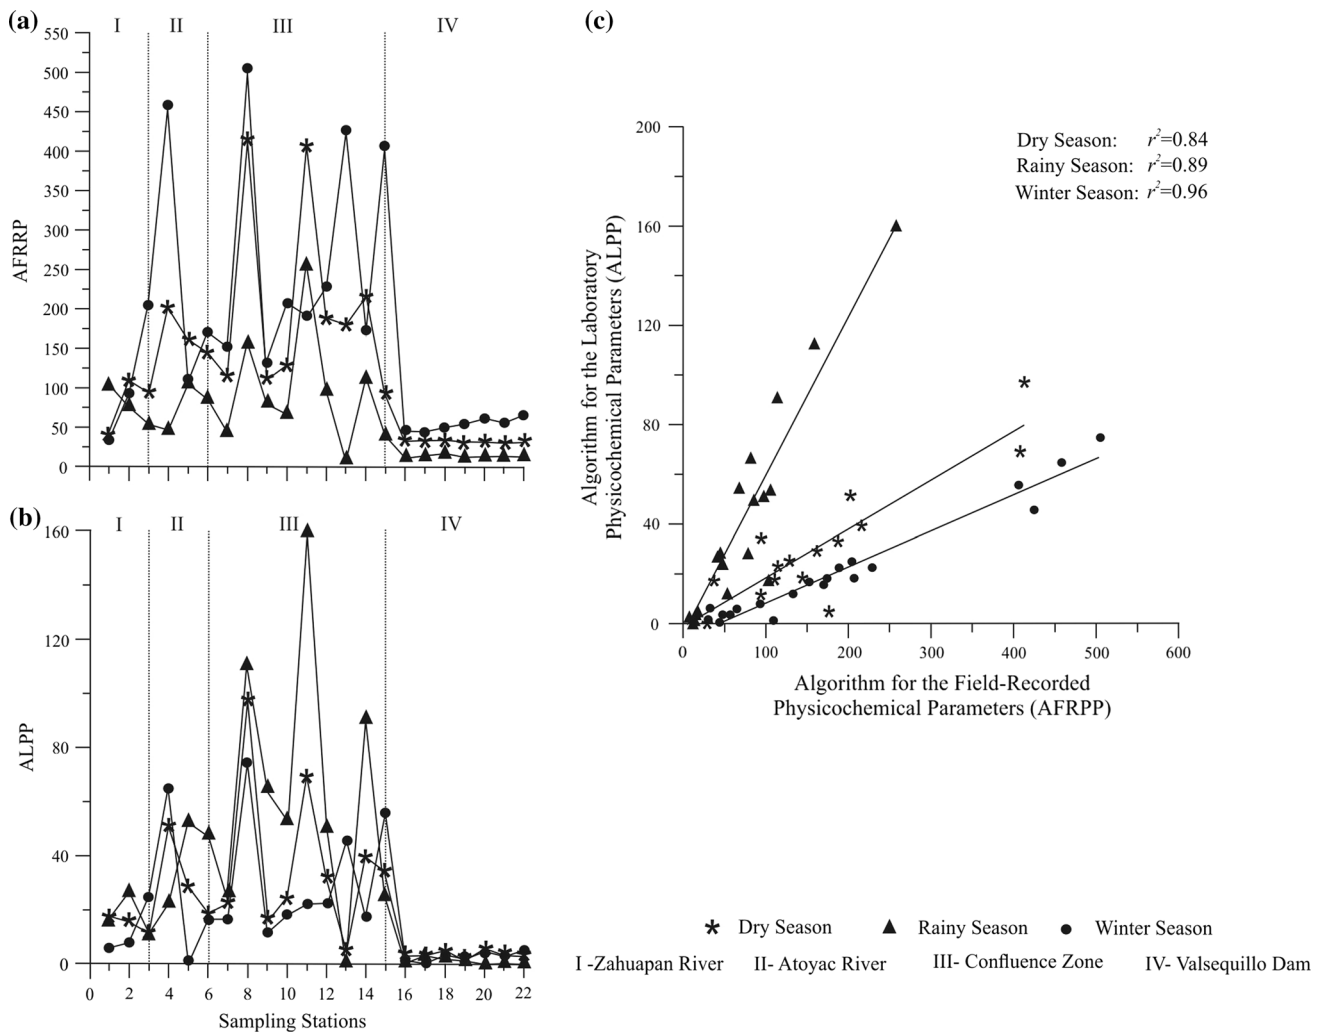 (a)
I II III IV
550
500
450
400
350
300
250
200
150
100
50
0
AFRRP
(b)
I II III IV
160
120
80
40
0
ALPP
0 2 4 6 8 10 12 14 16 18 20 22
Sampling Stations
(c)
Dry Season: r²=0.84
Rainy Season: r²=0.89
Winter Season: r²=0.96
200
160
120
80
40
0
Algorithm for the Laboratory
Physicochemical Parameters (ALPP)
0 100 200 300 400 500 600
Algorithm for the Field-Recorded
Physicochemical Parameters (AFRPP)
Dry Season Rainy Season Winter Season
I -Zahuapan River II- Atoyac River III- Confluence Zone IV- Valsequillo Dam